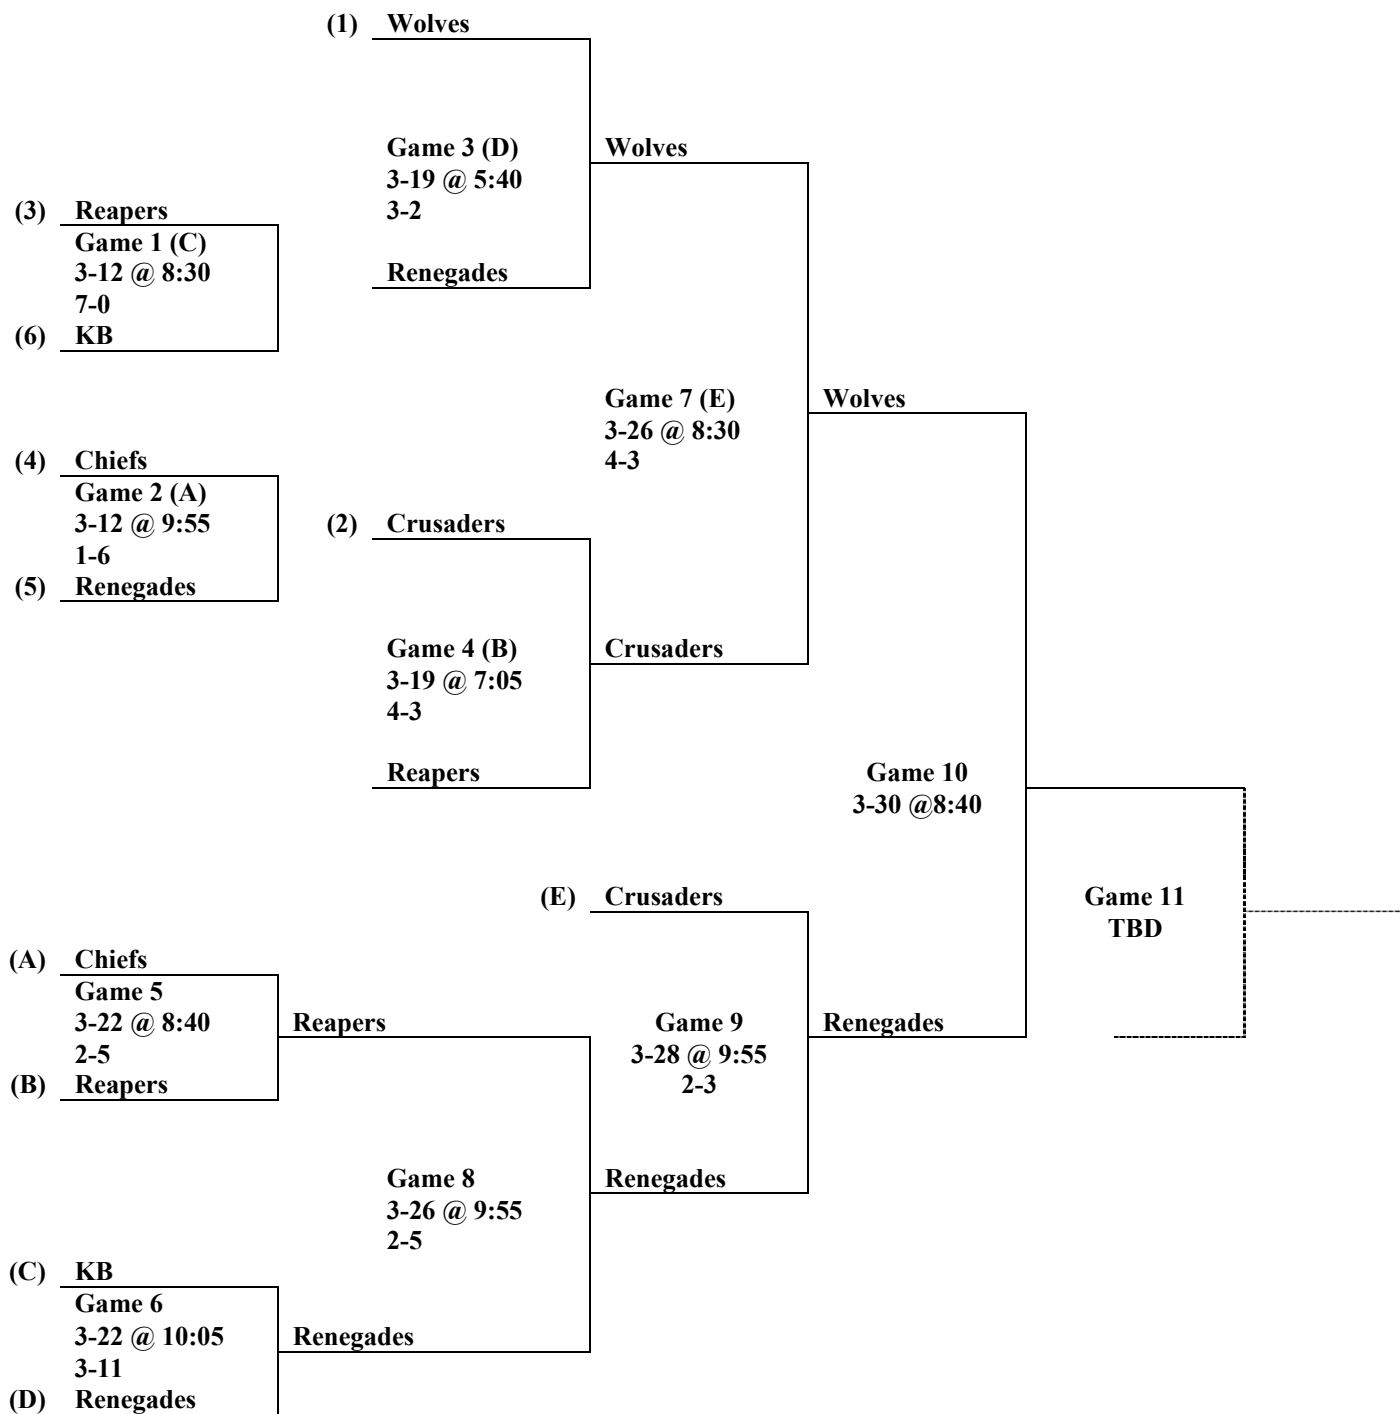 (1) Wolves
Game 3 (D)
3-19 @ 5:40
3-2
Wolves
(3) Reapers
Game 1 (C)
3-12 @ 8:30
7-0
(6) KB
Renegades
Game 7 (E)
3-26 @ 8:30
4-3
Wolves
(4) Chiefs
Game 2 (A)
3-12 @ 9:55
1-6
(5) Renegades
(2) Crusaders
Game 4 (B)
3-19 @ 7:05
4-3
Crusaders
Reapers
Game 10
3-30 @8:40
(E) Crusaders
Game 11
TBD
(A) Chiefs
Game 5
3-22 @ 8:40
2-5
(B) Reapers
Reapers
Game 9
3-28 @ 9:55
2-3
Renegades
Game 8
3-26 @ 9:55
2-5
Renegades
(C) KB
Game 6
3-22 @ 10:05
3-11
(D) Renegades
Renegades